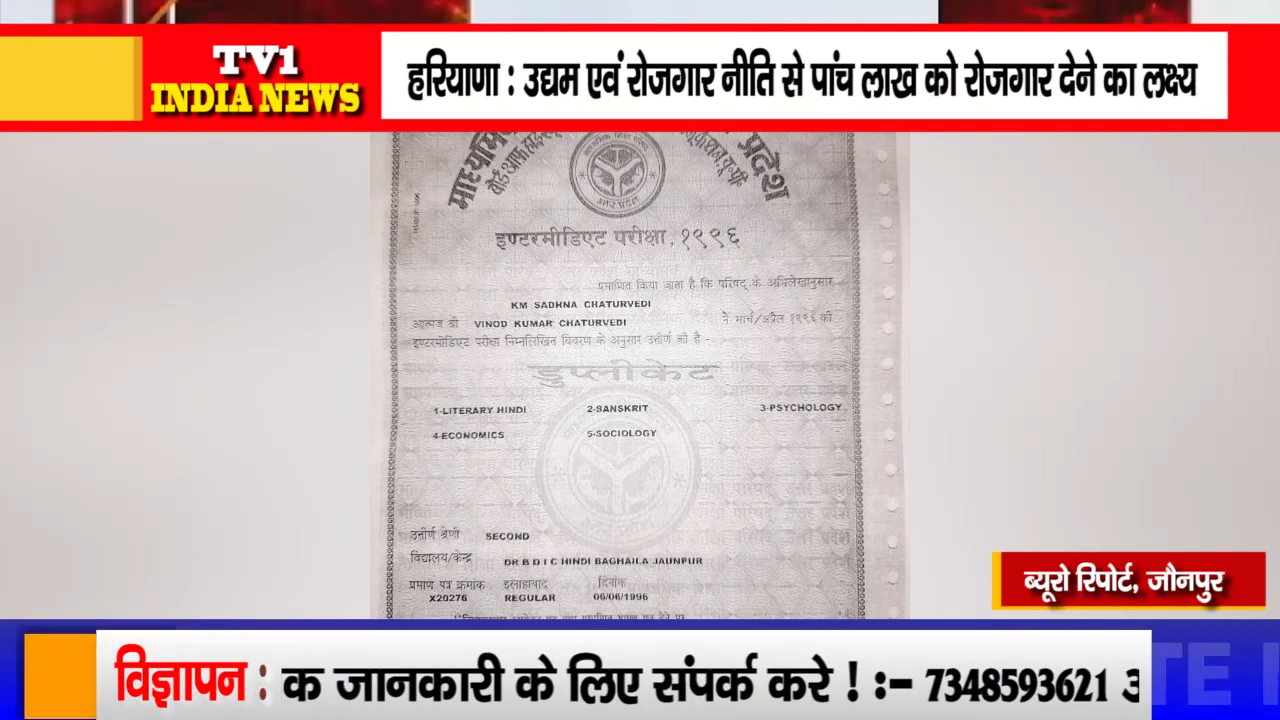 TV1
INDIA NEWS
हरियाणा : उद्यम एवं रोजगार नीति से पांच लाख को रोजगार देने का लक्ष्य
प्रदेश
उत्तर प्रदेश
इण्टरमीडिएट परीक्षा, १९९६
प्रमाणित किया जाता है कि परिषद् के अभिलेखानुसार
KM SADHNA CHATURVEDI
आत्मज श्री VINOD KUMAR CHATURVEDI ने मार्च/अप्रैल १९९६ की
इण्टरमीडिएट परीक्षा निम्नलिखित विवरण के अनुसार उत्तीर्ण की है -
डुप्लीकेट
1-LITERARY HINDI 2-SANSKRIT 3-PSYCHOLOGY
4-ECONOMICS 5-SOCIOLOGY
उत्तीर्ण श्रेणी SECOND
विद्यालय/केन्द्र DR B D I C HINDI BAGHAILA JAUNPUR
प्रमाण पत्र क्रमांक इलाहाबाद दिनांक
X20276 REGULAR 06/06/1996
ब्यूरो रिपोर्ट, जौनपुर
विज्ञापन : क जानकारी के लिए संपर्क करे ! :- 7348593621